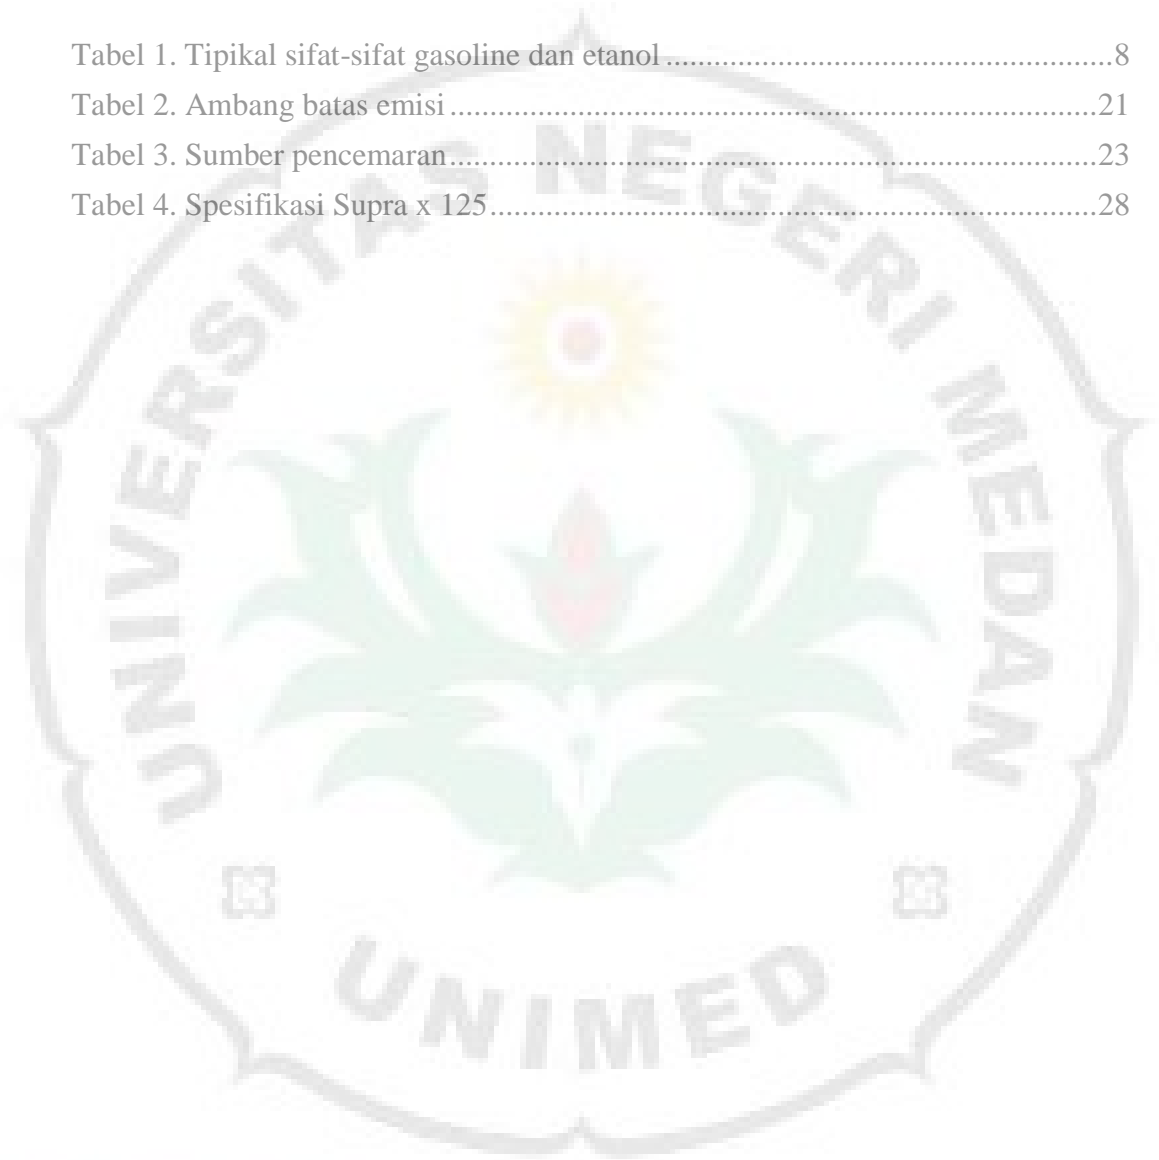 Tabel 1. Tipikal sifat-sifat gasoline dan etanol........................................................8
Tabel 2. Ambang batas emisi.................................................................................21
Tabel 3. Sumber pencemaran.................................................................................23
Tabel 4. Spesifikasi Supra x 125............................................................................28
UNIVERSITAS NEGERI MEDAN
UNIMED